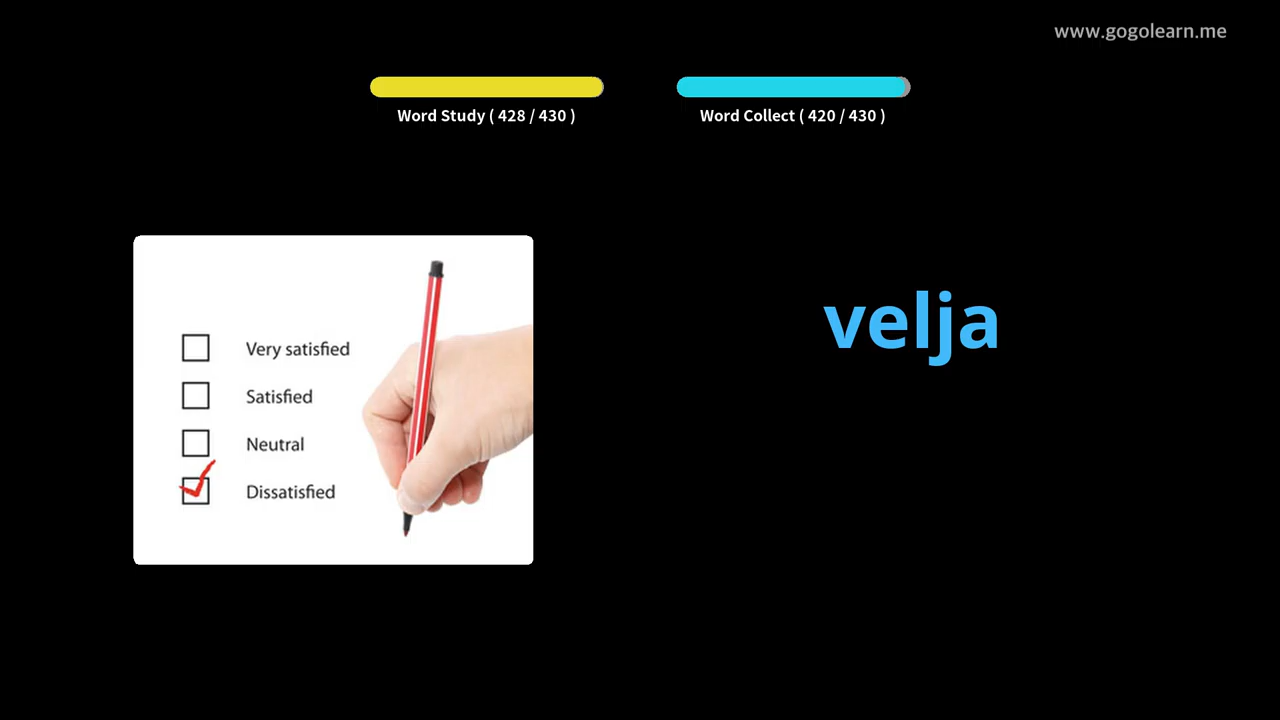 www.gogolearn.me
Word Study ( 428 / 430 )
Word Collect ( 420 / 430 )
velja
Very satisfied
Satisfied
Neutral
Dissatisfied